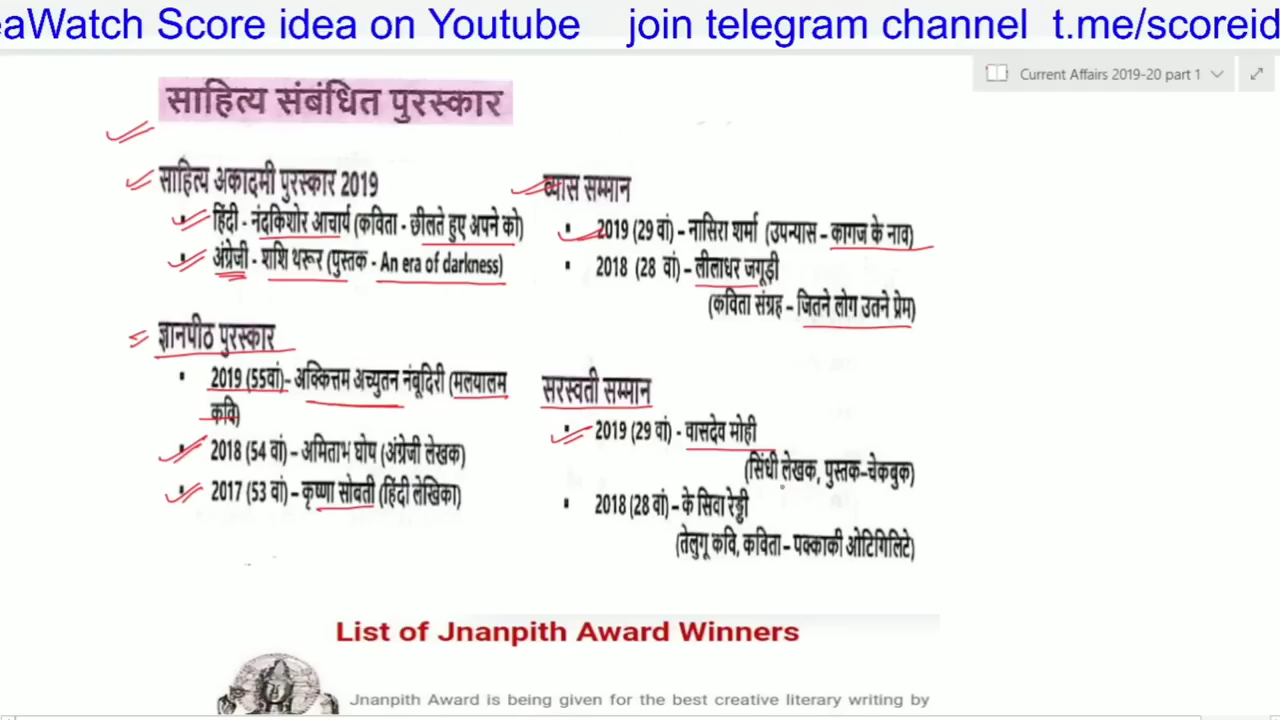 eaWatch Score idea on Youtube join telegram channel t.me/scoreid
Current Affairs 2019-20 part 1
साहित्य संबंधित पुरस्कार
साहित्य अकादमी पुरस्कार 2019
हिंदी - नंदकिशोर आचार्य (कविता - छीलते हुए अपने को)
अंग्रेजी - शशि थरूर (पुस्तक - An era of darkness)
ज्ञानपीठ पुरस्कार
2019 (55वां)– अक्कित्तम अच्युतन नंबूदिरी (मलयालम
कवि)
2018 (54 वां) – अमिताभ घोष (अंग्रेजी लेखक)
2017 (53 वां) – कृष्णा सोवती (हिंदी लेखिका)
व्यास सम्मान
2019 (29 वां) – नासिरा शर्मा (उपन्यास – कागज के नाव)
2018 (28 वां) – लीलाधर जगूड़ी
(कविता संग्रह – जितने लोग उतने प्रेम)
सरस्वती सम्मान
2019 (29 वां) - वासदेव मोही
(सिंधी लेखक, पुस्तक–चेकबुक)
2018 (28 वां) – के सिवा रेड्डी
(तेलुगू कवि, कविता – पक्काकी ओटिगिलिटे)
List of Jnanpith Award Winners
Jnanpith Award is being given for the best creative literary writing by